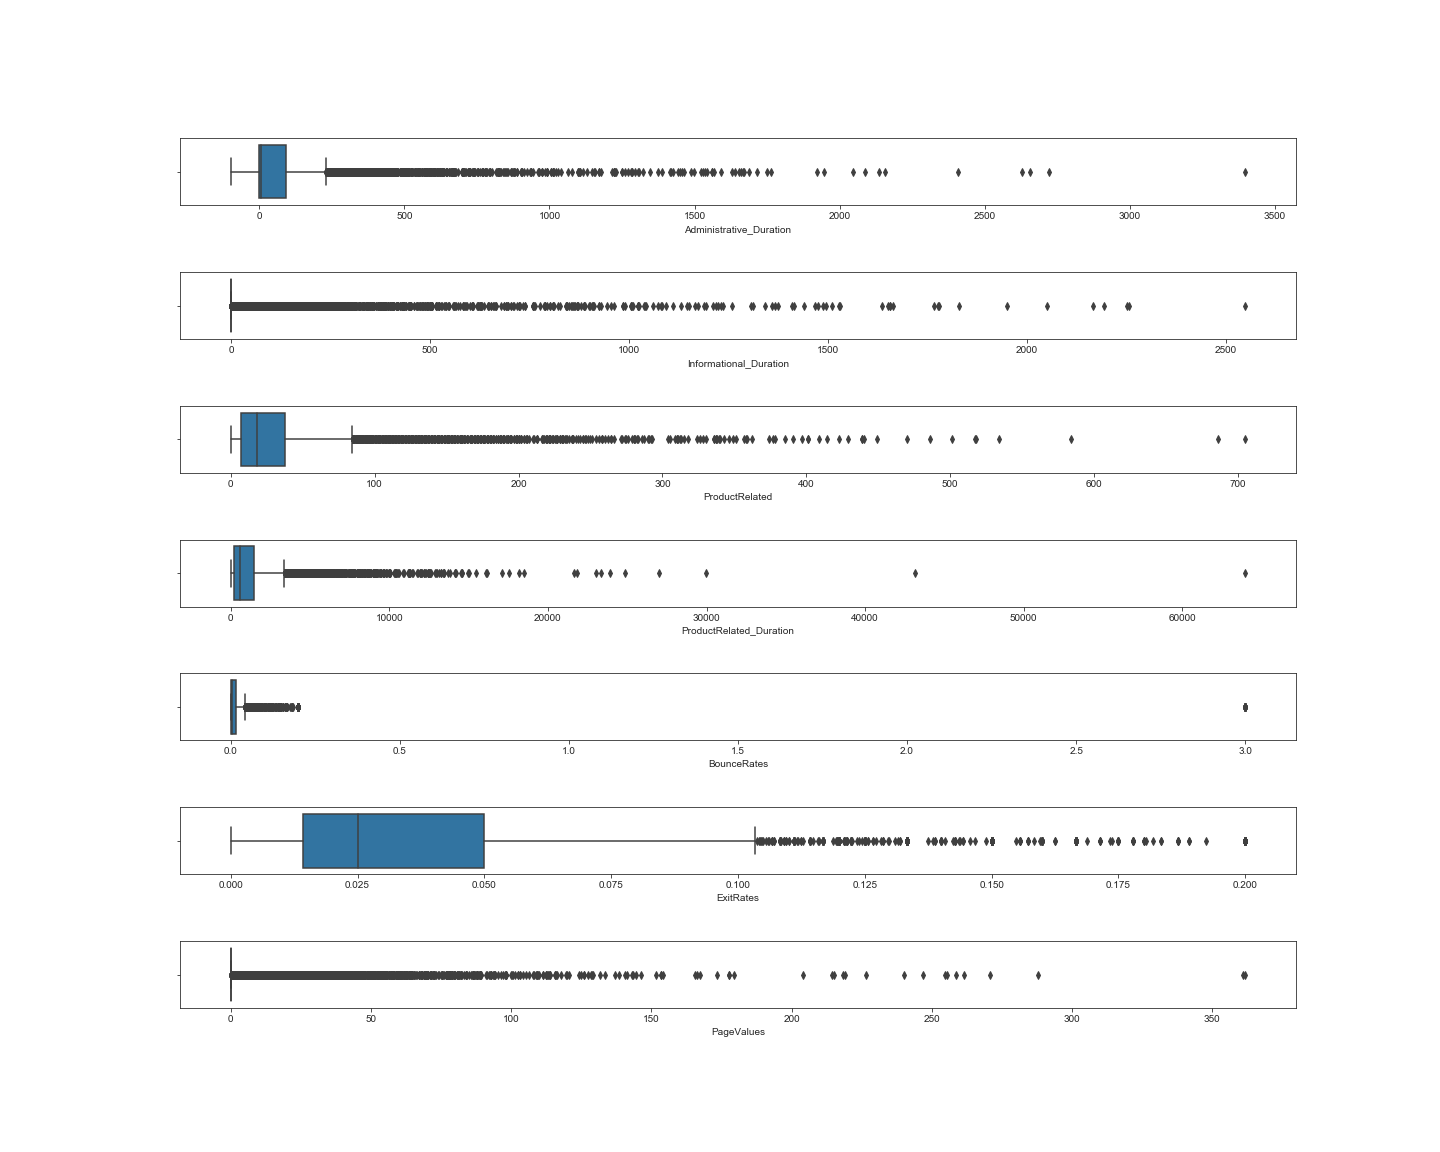 0 500 1000 1500 2000 2500 3000 3500
Administrative_Duration
0 500 1000 1500 2000 2500
Informational_Duration
0 100 200 300 400 500 600 700
ProductRelated
0 10000 20000 30000 40000 50000 60000
ProductRelated_Duration
0.0 0.5 1.0 1.5 2.0 2.5 3.0
BounceRates
0.000 0.025 0.050 0.075 0.100 0.125 0.150 0.175 0.200
ExitRates
0 50 100 150 200 250 300 350
PageValues